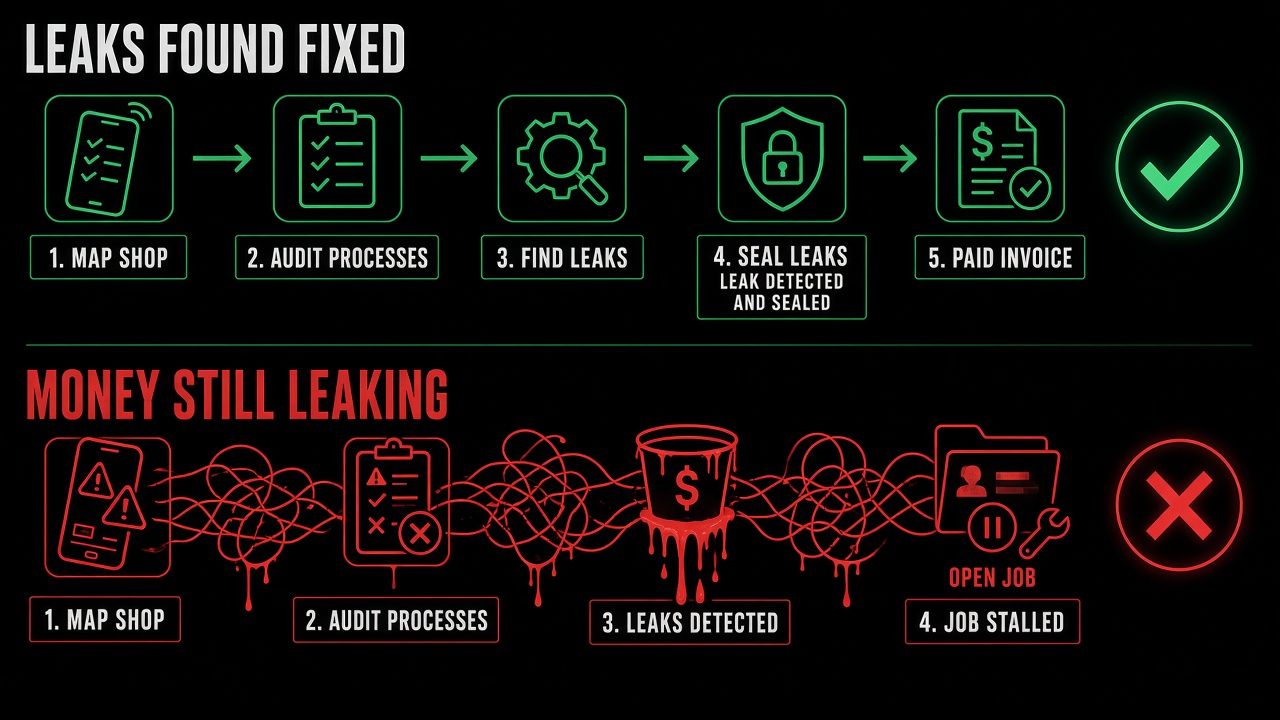 LEAKS FOUND FIXED
$
1. MAP SHOP
2. AUDIT PROCESSES
3. FIND LEAKS
4. SEAL LEAKS
LEAK DETECTED
AND SEALED
5. PAID INVOICE
MONEY STILL LEAKING
$
OPEN JOB
1. MAP SHOP
2. AUDIT PROCESSES
3. LEAKS DETECTED
4. JOB STALLED